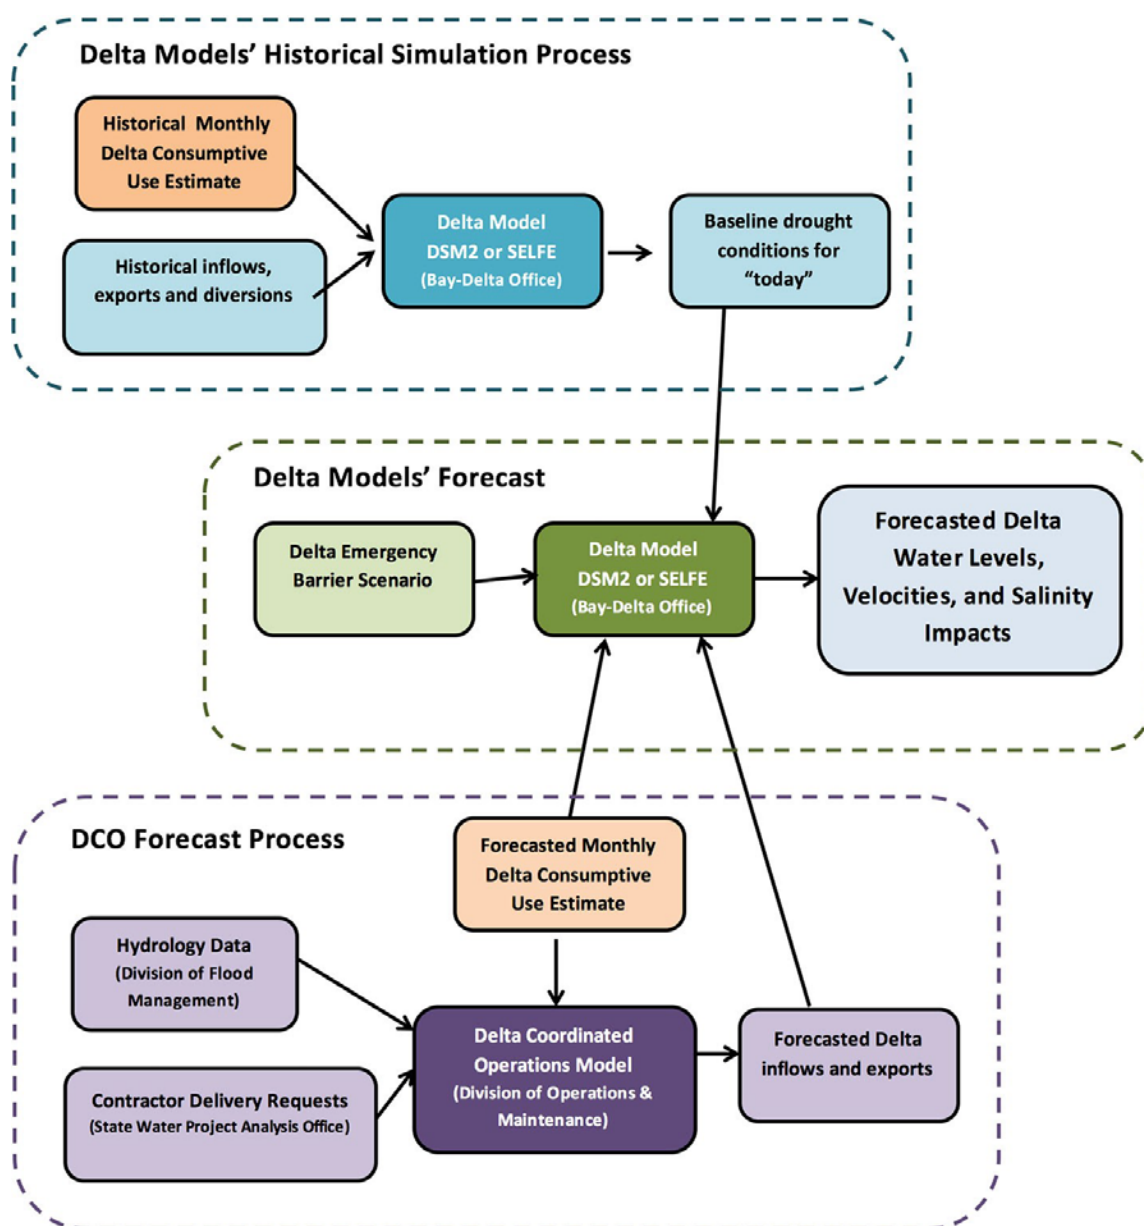 Delta Models’ Historical Simulation Process
Historical Monthly
Delta Consumptive
Use Estimate
Historical inflows,
exports and diversions
Delta Model
DSM2 or SELFE
(Bay-Delta Office)
Baseline drought
conditions for
“today”
Delta Models’ Forecast
Delta Emergency
Barrier Scenario
Delta Model
DSM2 or SELFE
(Bay-Delta Office)
Forecasted Delta
Water Levels,
Velocities, and Salinity
Impacts
DCO Forecast Process
Forecasted Monthly
Delta Consumptive
Use Estimate
Hydrology Data
(Division of Flood
Management)
Contractor Delivery Requests
(State Water Project Analysis Office)
Delta Coordinated
Operations Model
(Division of Operations &
Maintenance)
Forecasted Delta
inflows and exports